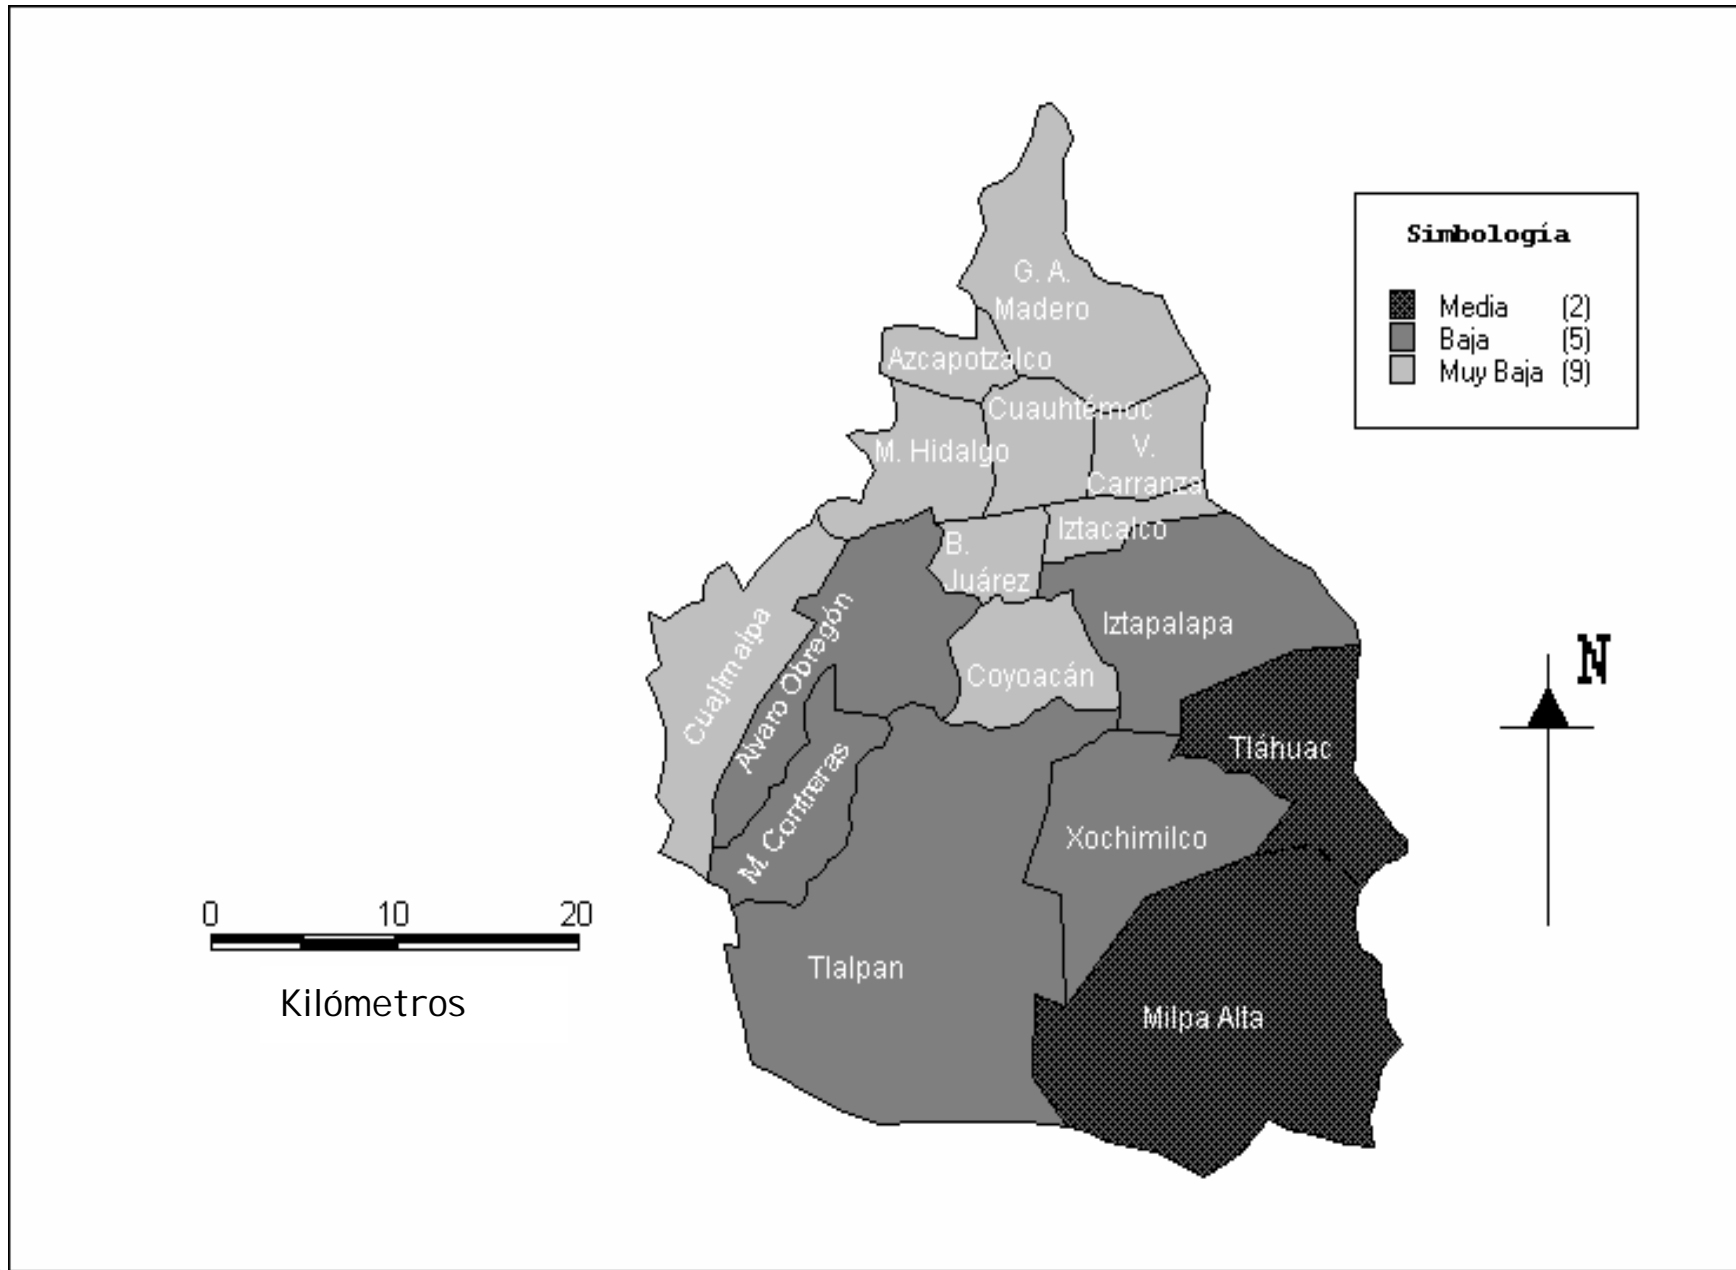 G. A.
Madero
Azcapotzalco
Cuauhtémoc
M. Hidalgo
V.
Carranza
Iztacalco
B.
Juárez
Iztapalapa
Cuajimalpa
Alvaro Obregón
Coyoacán
M. Contreras
Tláhuac
Xochimilco
Tlalpan
Milpa Alta
Simbología
Media (2)
Baja (5)
Muy Baja (9)
N
0 10 20
Kilómetros